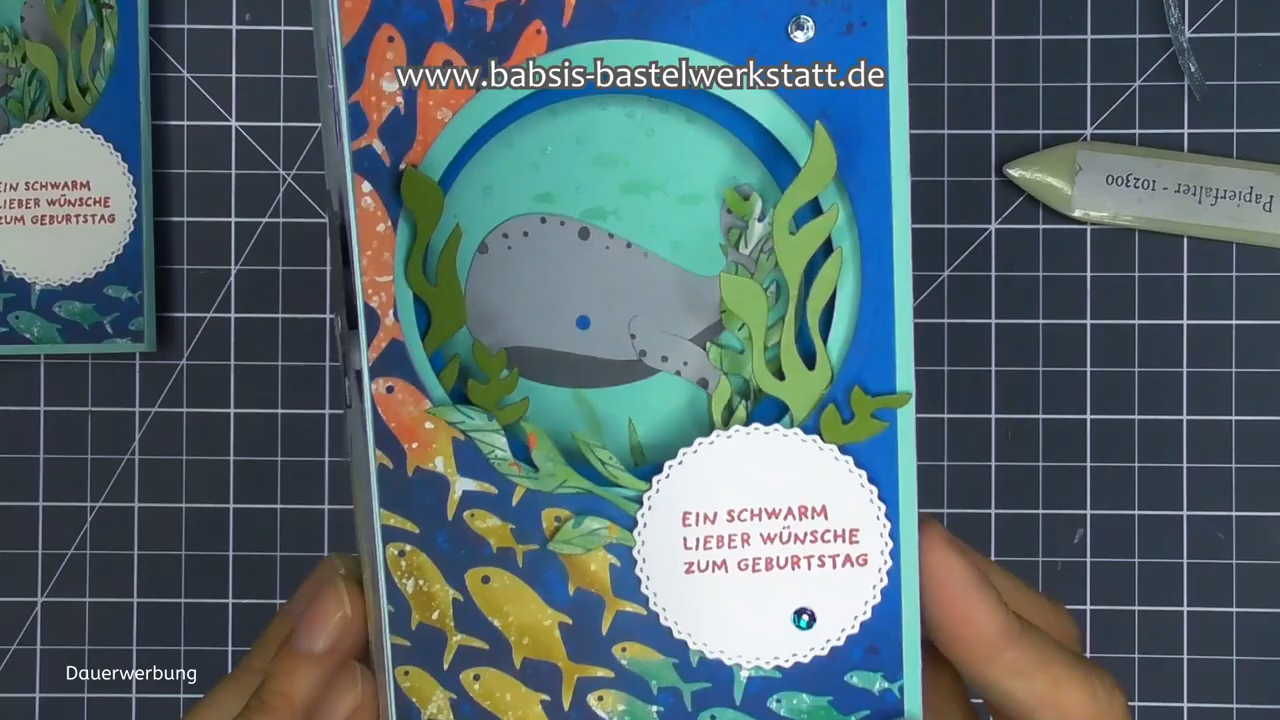 www.babsis-bastelwerkstatt.de
Papierfalter - 102300
EIN SCHWARM
LIEBER WÜNSCHE
ZUM GEBURTSTAG
EIN SCHWARM
LIEBER WÜNSCHE
ZUM GEBURTSTAG
Dauerwerbung